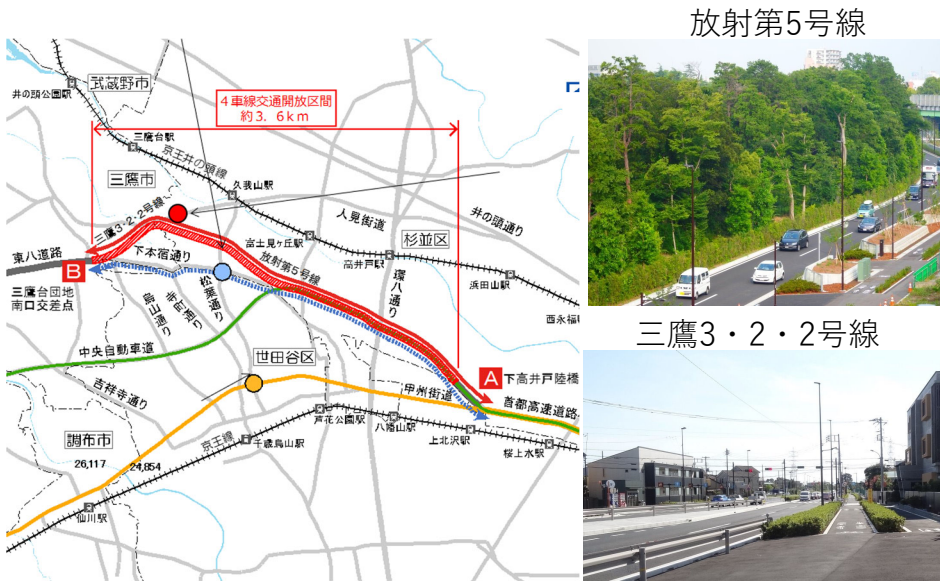 放射第5号線
三鷹3・2・2号線
武蔵野市
井の頭公園駅
4車線交通開放区間
約3.6km
三鷹台駅
京王井の頭線
三鷹市
久我山駅
三鷹3・2・2号線
人見街道
井の頭通り
杉並区
東八道路
下本宿通り
富士見ヶ丘駅
高井戸駅
放射第5号線
環八通り
浜田山駅
B
三鷹台団地
南口交差点
烏山通り
寺町通り
松葉通り
西永福
中央自動車道
世田谷区
A
下高井戸陸橋
吉祥寺通り
甲州街道
首都高速道路
芦花公園駅
八幡山駅
調布市
京王線
千歳烏山駅
上北沢駅
桜上水駅
26,117
24,854
仙川駅